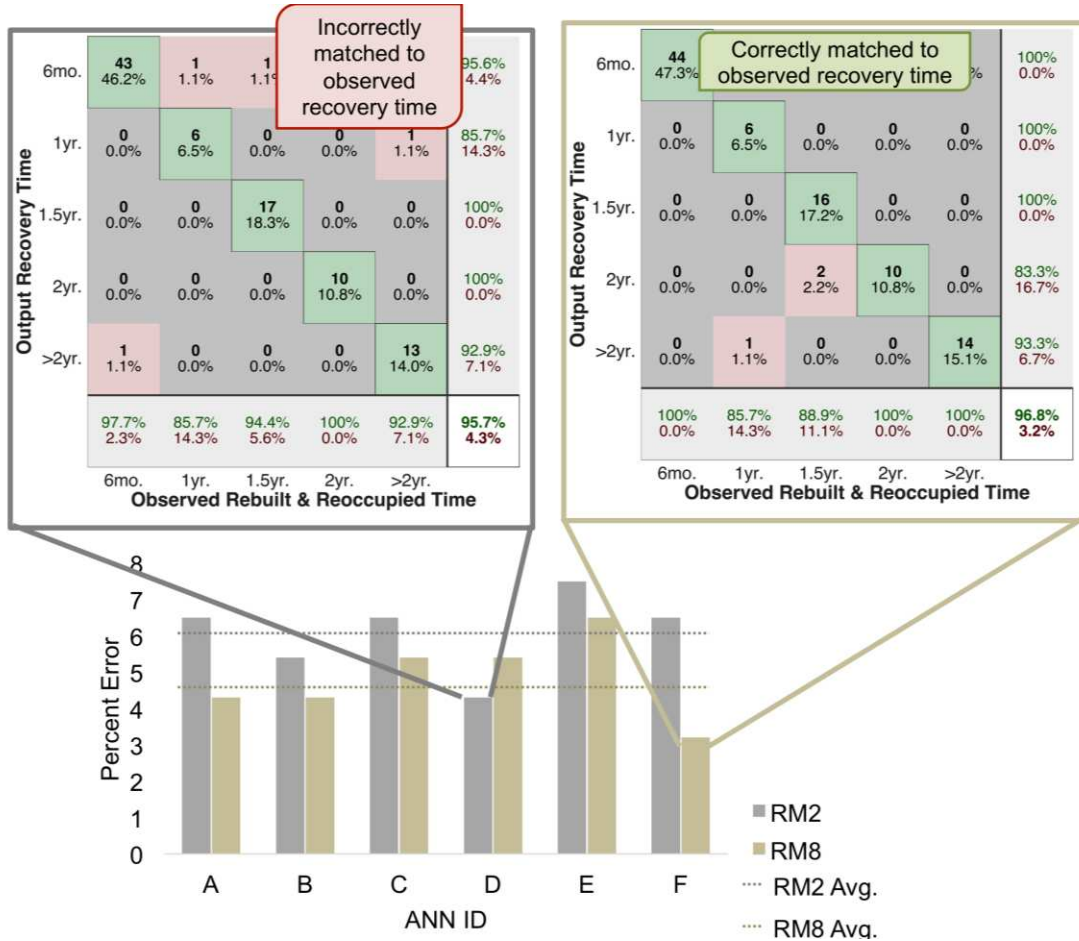 Incorrectly
matched to
observed
recovery time
Output Recovery Time
6mo. 43 1 1 95.6%
46.2% 1.1% 1.1% 4.4%
1yr. 0 6 0 0 1 85.7%
0.0% 6.5% 0.0% 0.0% 1.1% 14.3%
1.5yr. 0 0 17 0 0 100%
0.0% 0.0% 18.3% 0.0% 0.0% 0.0%
2yr. 0 0 0 10 0 100%
0.0% 0.0% 0.0% 10.8% 0.0% 0.0%
>2yr. 1 0 0 0 13 92.9%
1.1% 0.0% 0.0% 0.0% 14.0% 7.1%
97.7% 85.7% 94.4% 100% 92.9% 95.7%
2.3% 14.3% 5.6% 0.0% 7.1% 4.3%
6mo. 1yr. 1.5yr. 2yr. >2yr.
Observed Rebuilt & Reoccupied Time
Correctly matched to
observed recovery time
Output Recovery Time
6mo. 44 100%
47.3% % 0.0%
1yr. 0 6 0 0 0 100%
0.0% 6.5% 0.0% 0.0% 0.0% 0.0%
1.5yr. 0 0 16 0 0 100%
0.0% 0.0% 17.2% 0.0% 0.0% 0.0%
2yr. 0 0 2 10 0 83.3%
0.0% 0.0% 2.2% 10.8% 0.0% 16.7%
>2yr. 0 1 0 0 14 93.3%
0.0% 1.1% 0.0% 0.0% 15.1% 6.7%
100% 85.7% 88.9% 100% 100% 96.8%
0.0% 14.3% 11.1% 0.0% 0.0% 3.2%
6mo. 1yr. 1.5yr. 2yr. >2yr.
Observed Rebuilt & Reoccupied Time
Percent Error
8
7
6
5
4
3
2
1
0
A B C D E F
ANN ID
RM2
RM8
RM2 Avg.
RM8 Avg.